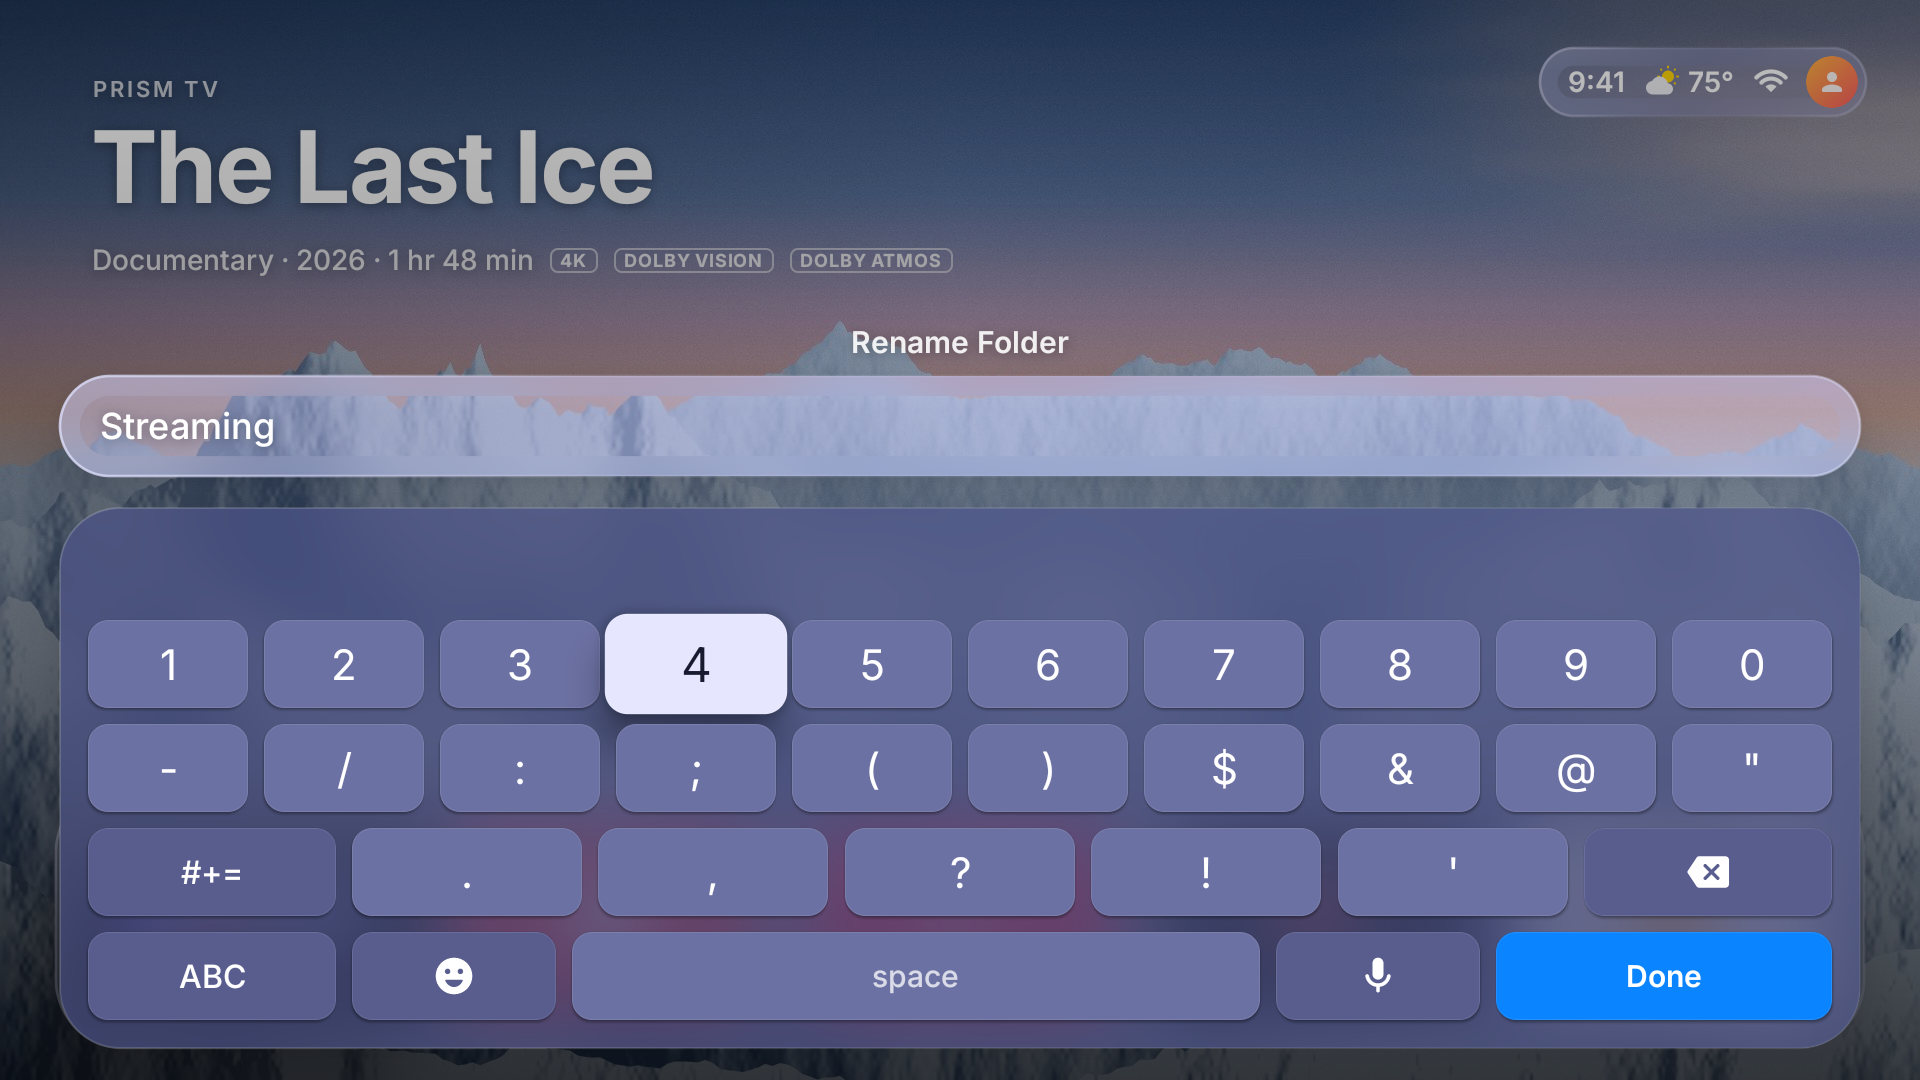 PRISM TV
9:41 75°
The Last Ice
Documentary · 2026 · 1 hr 48 min 4K DOLBY VISION DOLBY ATMOS
Rename Folder
Streaming
1 2 3 4 5 6 7 8 9 0
- / : ; ( ) $ & @ "
#+= . , ? ! '
ABC space Done